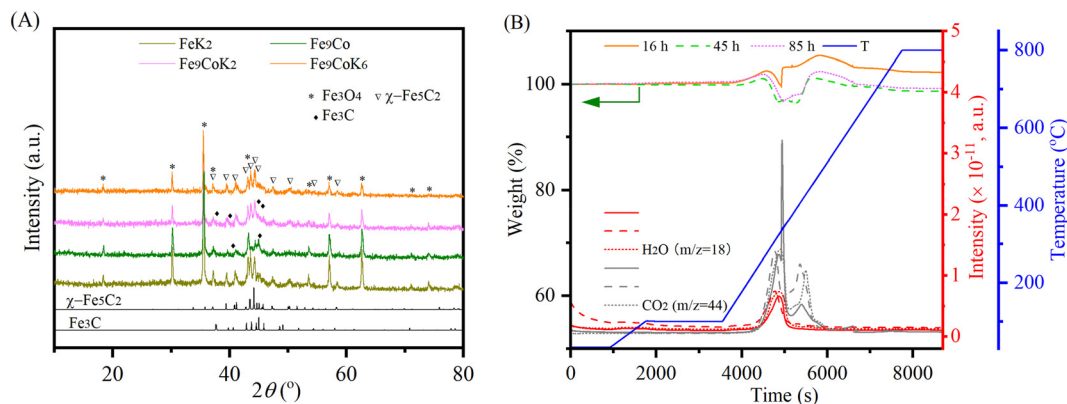 (A)
FeK2
Fe9Co
Fe9CoK2
Fe9CoK6
* Fe3O4 ▿ χ−Fe5C2
♦ Fe3C
Intensity (a.u.)
χ−Fe5C2
Fe3C
20 40 60 80
2θ (°)
(B)
16 h 45 h 85 h T
H2O (m/z=18)
CO2 (m/z=44)
Weight (%)
100
80
60
0 2000 4000 6000 8000
Time (s)
5
4
3
2
1
0
Intensity (× 10-11, a.u.)
800
600
400
200
Temperature (°C)